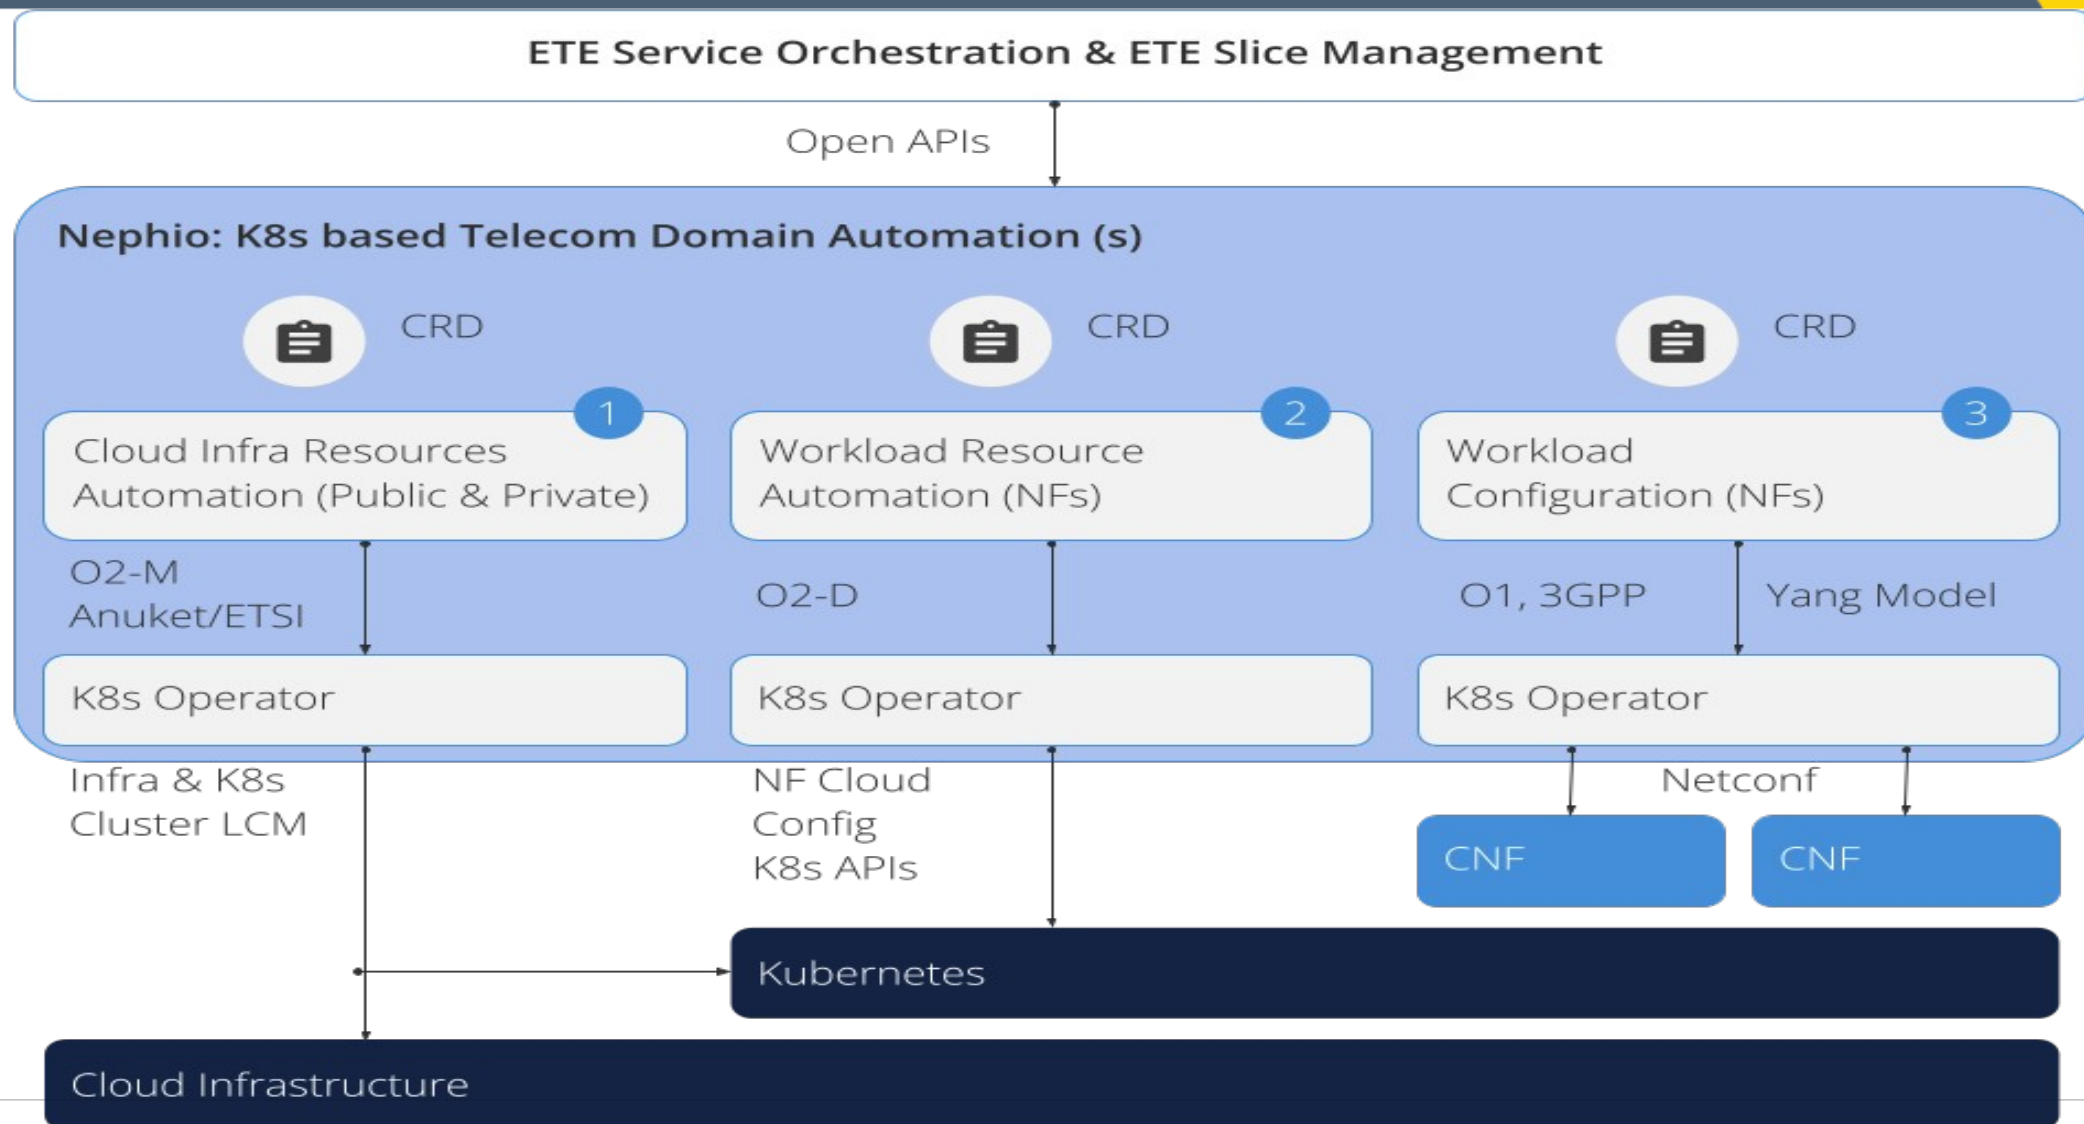 ETE Service Orchestration & ETE Slice Management
Open APIs
Nephio: K8s based Telecom Domain Automation (s)
CRD
CRD
CRD
1
2
3
Cloud Infra Resources
Automation (Public & Private)
Workload Resource
Automation (NFs)
Workload
Configuration (NFs)
O2-M
Anuket/ETSI
O2-D
O1, 3GPP
Yang Model
K8s Operator
K8s Operator
K8s Operator
Infra & K8s
Cluster LCM
NF Cloud
Config
K8s APIs
Netconf
CNF
CNF
Kubernetes
Cloud Infrastructure